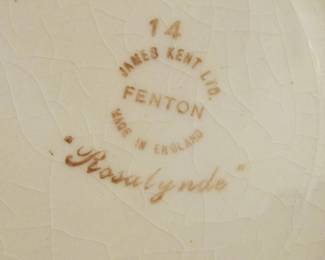 14
JAMES KENT LTD.
FENTON
MADE IN ENGLAND
"Rosalynde"